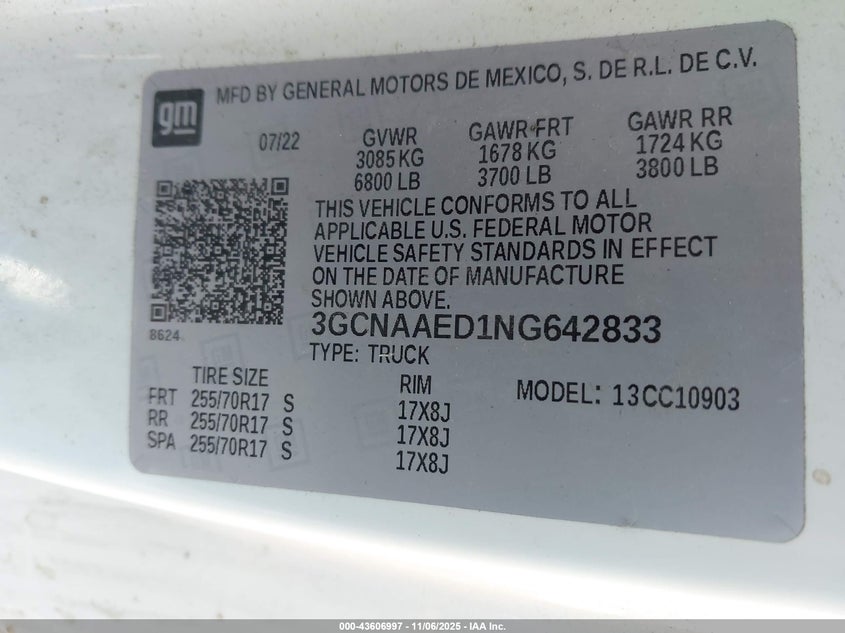 gm
MFD BY GENERAL MOTORS DE MEXICO, S. DE R.L. DE C.V.
07/22
GVWR
3085 KG
6800 LB
GAWR FRT
1678 KG
3700 LB
GAWR RR
1724 KG
3800 LB
THIS VEHICLE CONFORMS TO ALL
APPLICABLE U.S. FEDERAL MOTOR
VEHICLE SAFETY STANDARDS IN EFFECT
ON THE DATE OF MANUFACTURE
SHOWN ABOVE.
8624
3GCNAAED1NG642833
TYPE: TRUCK
TIRE SIZE
FRT 255/70R17 S
RR 255/70R17 S
SPA 255/70R17 S
RIM
17X8J
17X8J
17X8J
MODEL: 13CC10903
000-43606997 - 11/06/2025 - IAA Inc.